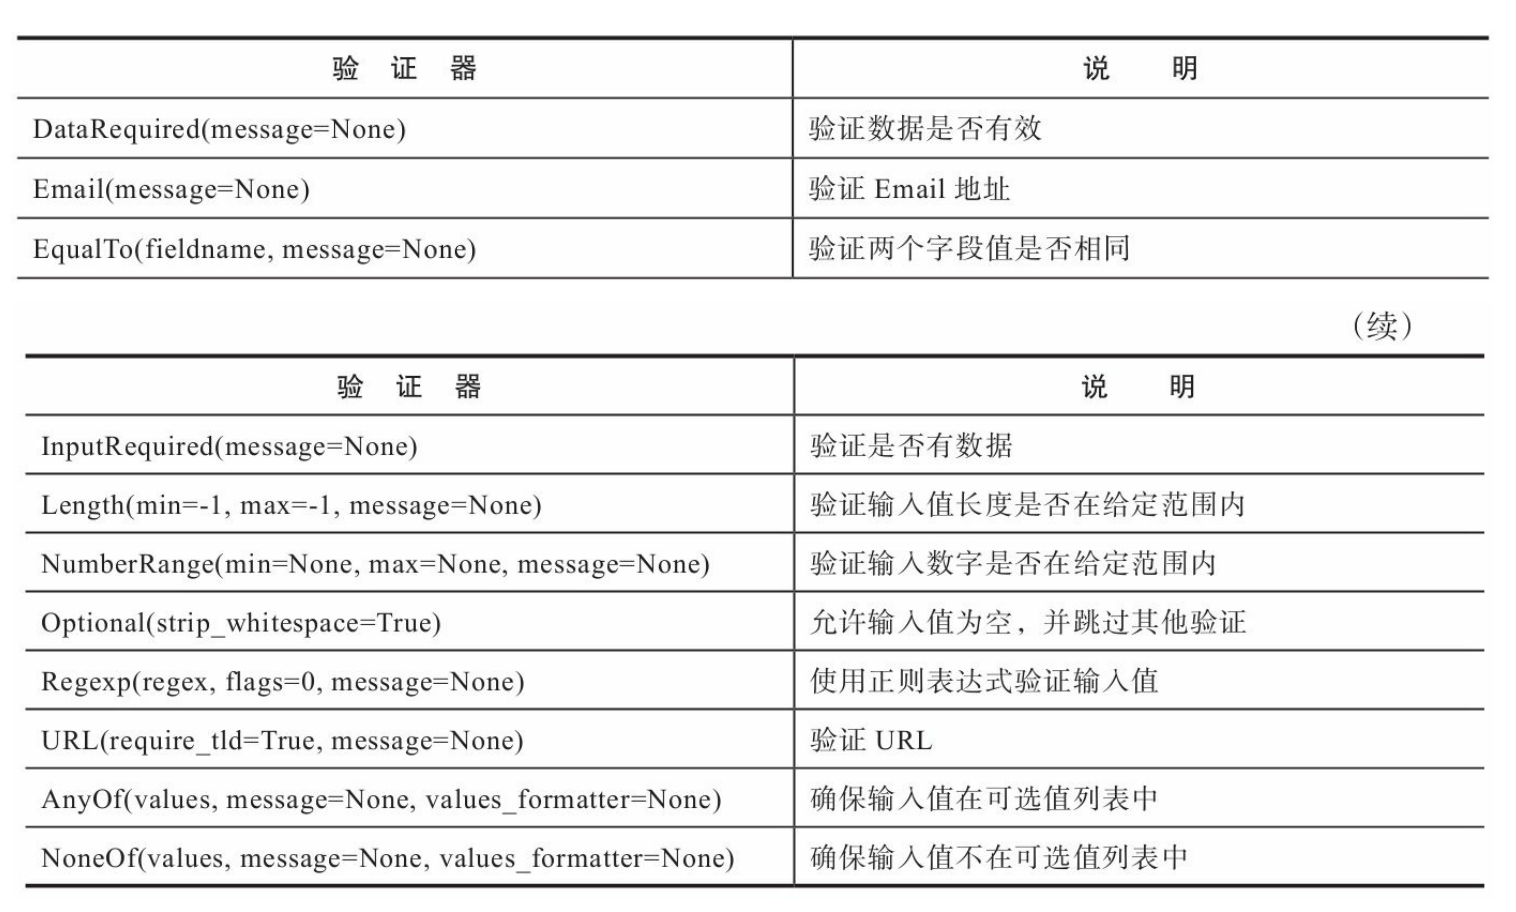 验 证 器 说 明
DataRequired(message=None) 验证数据是否有效
Email(message=None) 验证 Email 地址
EqualTo(fieldname, message=None) 验证两个字段值是否相同
（续）
验 证 器 说 明
InputRequired(message=None) 验证是否有数据
Length(min=-1, max=-1, message=None) 验证输入值长度是否在给定范围内
NumberRange(min=None, max=None, message=None) 验证输入数字是否在给定范围内
Optional(strip_whitespace=True) 允许输入值为空，并跳过其他验证
Regexp(regex, flags=0, message=None) 使用正则表达式验证输入值
URL(require_tld=True, message=None) 验证 URL
AnyOf(values, message=None, values_formatter=None) 确保输入值在可选值列表中
NoneOf(values, message=None, values_formatter=None) 确保输入值不在可选值列表中